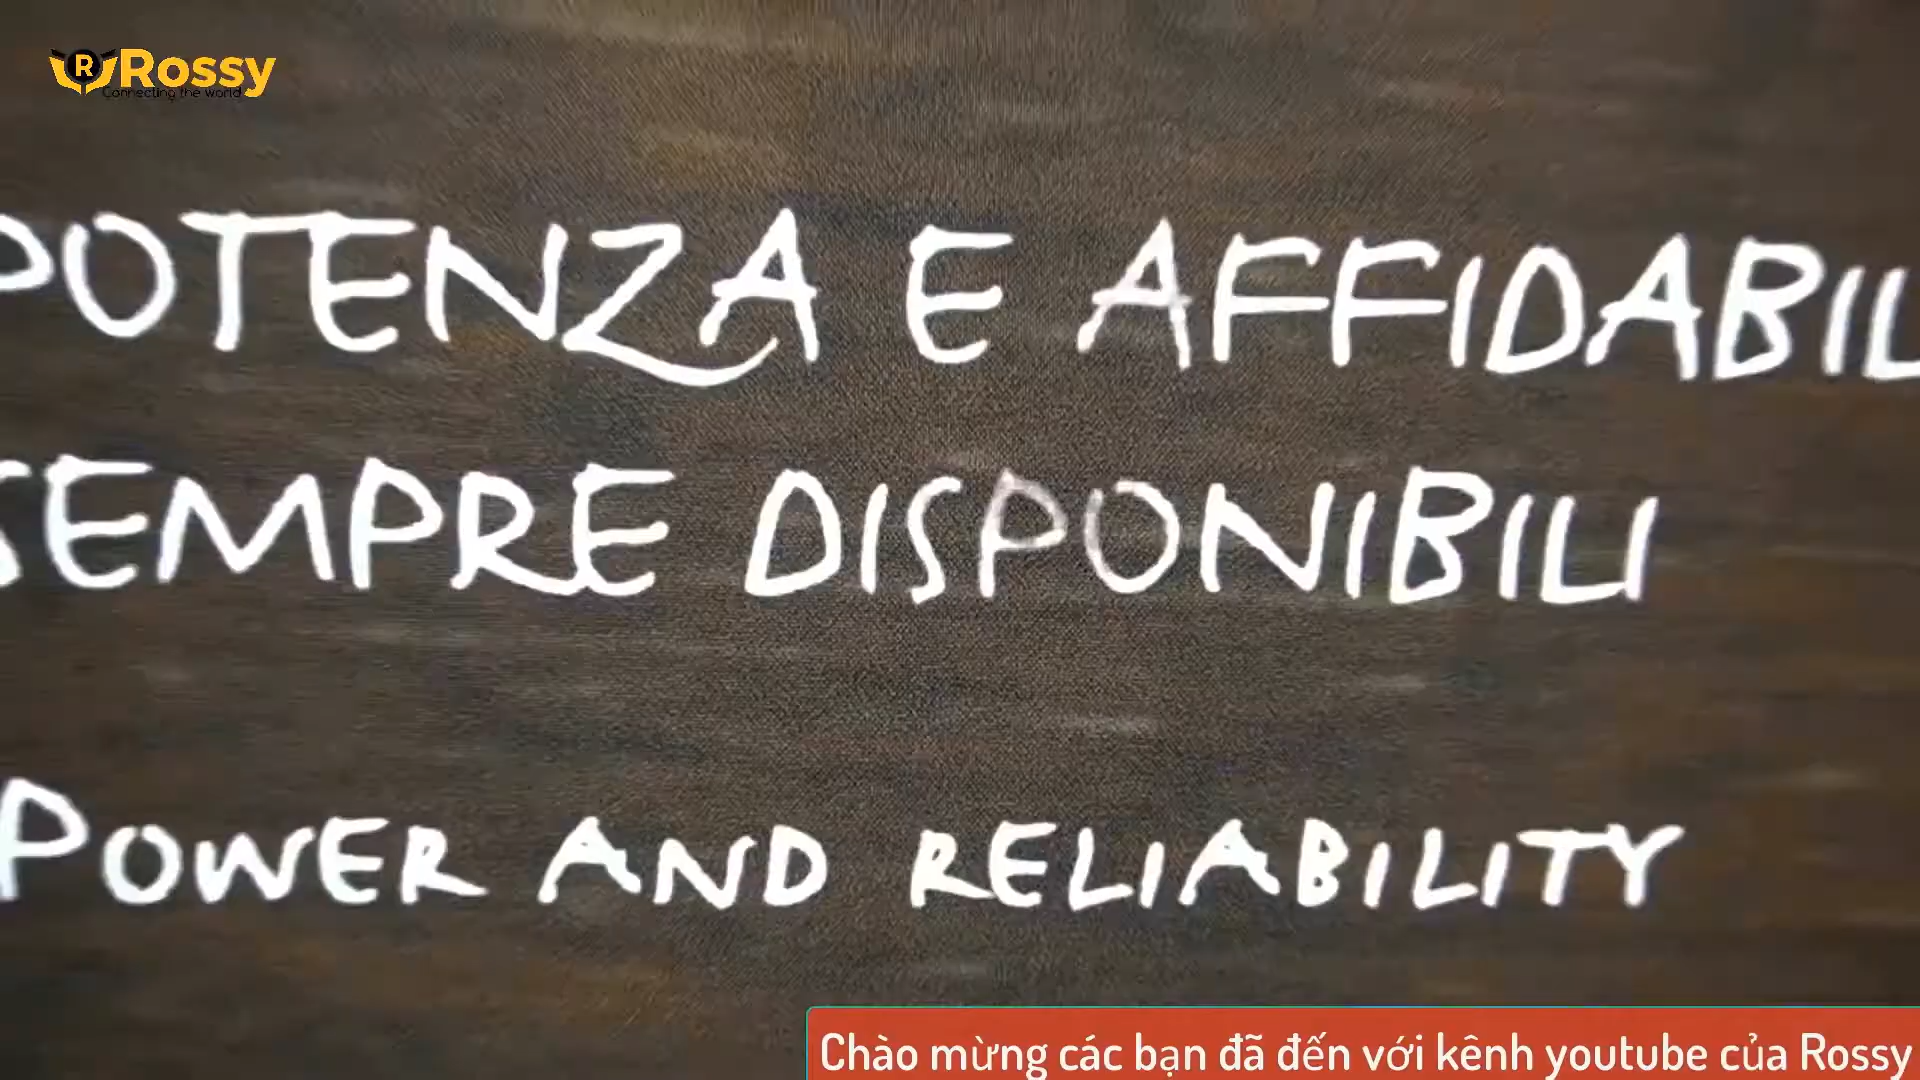 Rossy
Connecting the world
POTENZA E AFFIDABIL
SEMPRE DISPONIBILI
POWER AND RELIABILITY
Chào mừng các bạn đã đến với kênh youtube của Rossy